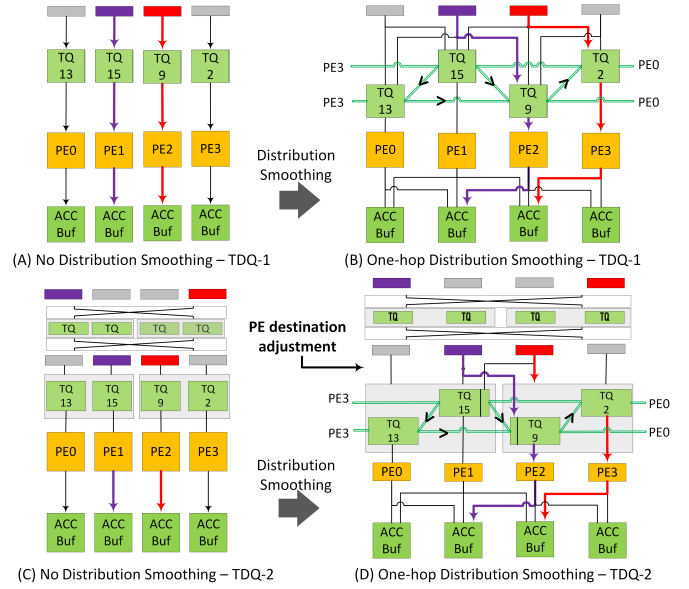 TQ
13
TQ
15
TQ
9
TQ
2
PE0
PE1
PE2
PE3
ACC
Buf
ACC
Buf
ACC
Buf
ACC
Buf
(A) No Distribution Smoothing – TDQ-1
Distribution
Smoothing
PE3
TQ
15
TQ
2
PE0
PE3
TQ
13
TQ
9
PE0
PE0
PE1
PE2
PE3
ACC
Buf
ACC
Buf
ACC
Buf
ACC
Buf
(B) One-hop Distribution Smoothing – TDQ-1
TQ
TQ
TQ
TQ
TQ
13
TQ
15
TQ
9
TQ
2
PE0
PE1
PE2
PE3
ACC
Buf
ACC
Buf
ACC
Buf
ACC
Buf
(C) No Distribution Smoothing – TDQ-2
PE destination
adjustment
Distribution
Smoothing
TQ
TQ
TQ
TQ
PE3
TQ
15
TQ
2
PE0
PE3
TQ
13
TQ
9
PE0
PE0
PE1
PE2
PE3
ACC
Buf
ACC
Buf
ACC
Buf
ACC
Buf
(D) One-hop Distribution Smoothing – TDQ-2